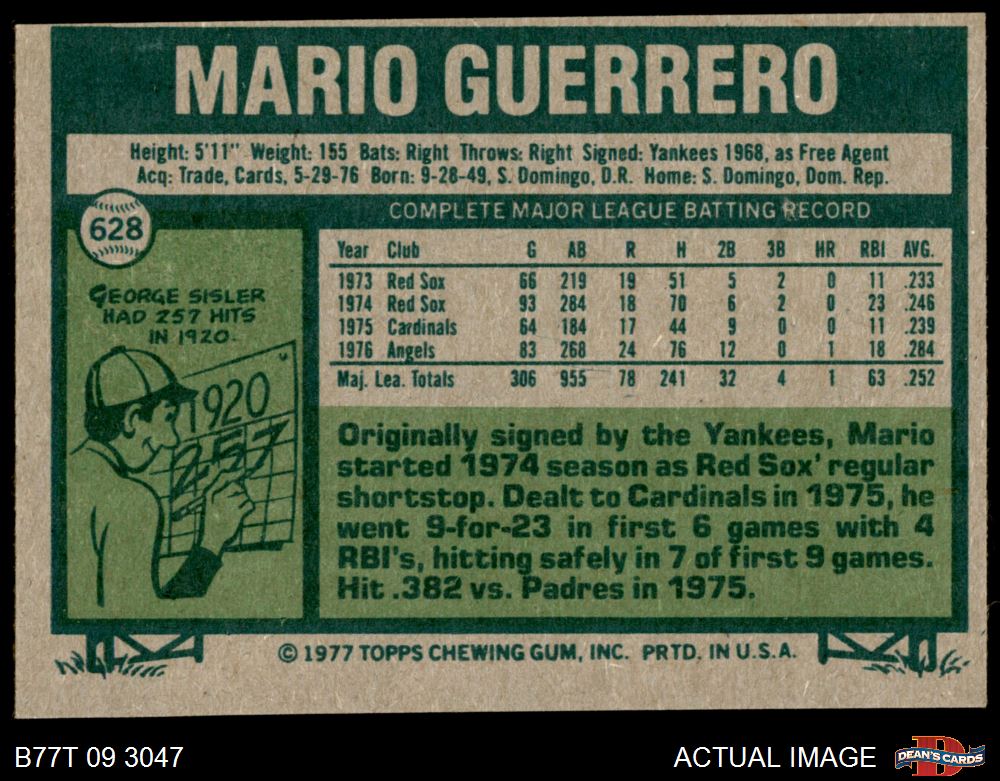 MARIO GUERRERO
Height: 5'11" Weight: 155 Bats: Right Throws: Right Signed: Yankees 1968, as Free Agent
Acq: Trade, Cards, 5-29-76 Born: 9-28-49, S. Domingo, D.R. Home: S. Domingo, Dom. Rep.
628
GEORGE SISLER
HAD 257 HITS
IN 1920.
1920
257
COMPLETE MAJOR LEAGUE BATTING RECORD
Year Club G AB R H 2B 3B HR RBI AVG.
1973 Red Sox 66 219 19 51 5 2 0 11 .233
1974 Red Sox 93 284 18 70 6 2 0 23 .246
1975 Cardinals 64 184 17 44 9 0 0 11 .239
1976 Angels 83 268 24 76 12 0 1 18 .284
Maj. Lea. Totals 306 955 78 241 32 4 1 63 .252
Originally signed by the Yankees, Mario
started 1974 season as Red Sox' regular
shortstop. Dealt to Cardinals in 1975, he
went 9-for-23 in first 6 games with 4
RBI's, hitting safely in 7 of first 9 games.
Hit .382 vs. Padres in 1975.
© 1977 TOPPS CHEWING GUM, INC. PRTD. IN U.S.A.
B77T 09 3047
ACTUAL IMAGE
D
DEAN'S CARDS